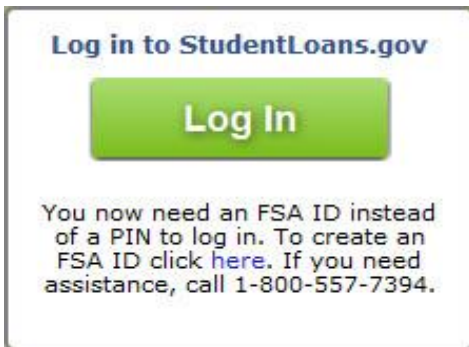 Log in to StudentLoans.gov
Log In
You now need an FSA ID instead
of a PIN to log in. To create an
FSA ID click here. If you need
assistance, call 1-800-557-7394.